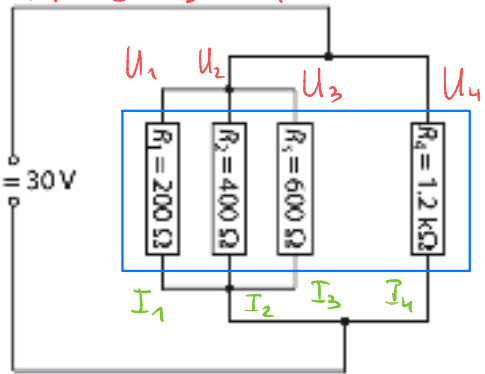 U₁ U₂ U₃ U₄
= 30 V
R₁ = 200 Ω
R₂ = 400 Ω
R₃ = 600 Ω
R₄ = 1.2 kΩ
I₁ I₂ I₃ I₄